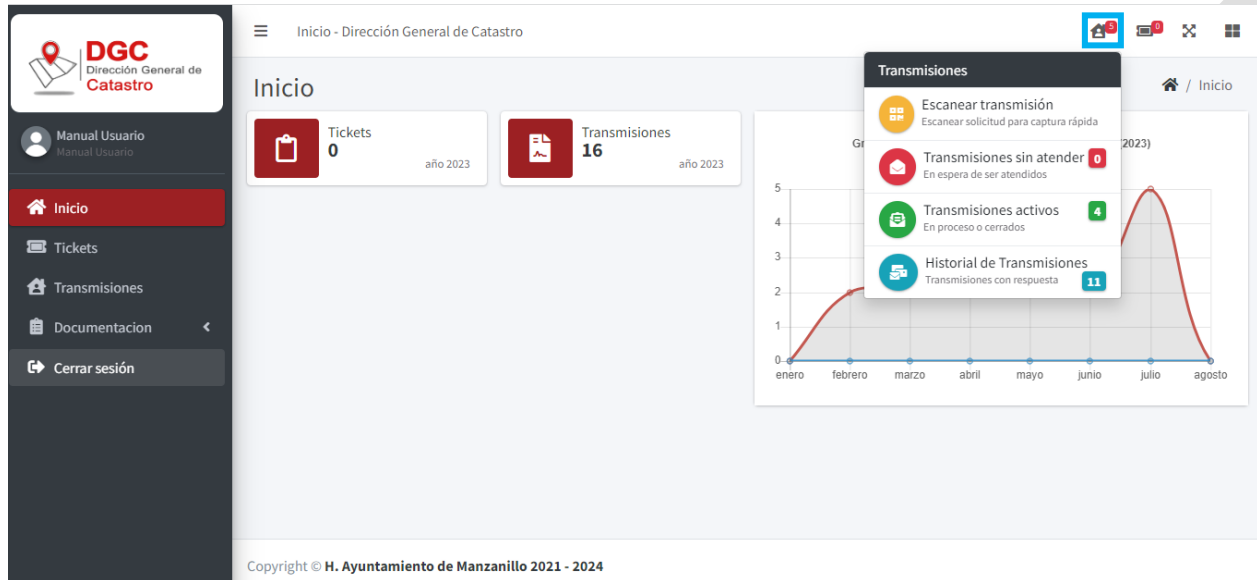 DGC
Dirección General de
Catastro
Manual Usuario
Manual Usuario
Inicio
Tickets
Transmisiones
Documentacion
Cerrar sesión
Inicio - Dirección General de Catastro
5
0
Inicio
/ Inicio
Tickets
0
año 2023
Transmisiones
16
año 2023
Transmisiones
Escanear transmisión
Escanear solicitud para captura rápida
Transmisiones sin atender 0
En espera de ser atendidos
Transmisiones activos 4
En proceso o cerrados
Historial de Transmisiones
Transmisiones con respuesta 11
2023)
5
4
3
2
1
0
enero febrero marzo abril mayo junio julio agosto
Copyright © H. Ayuntamiento de Manzanillo 2021 - 2024